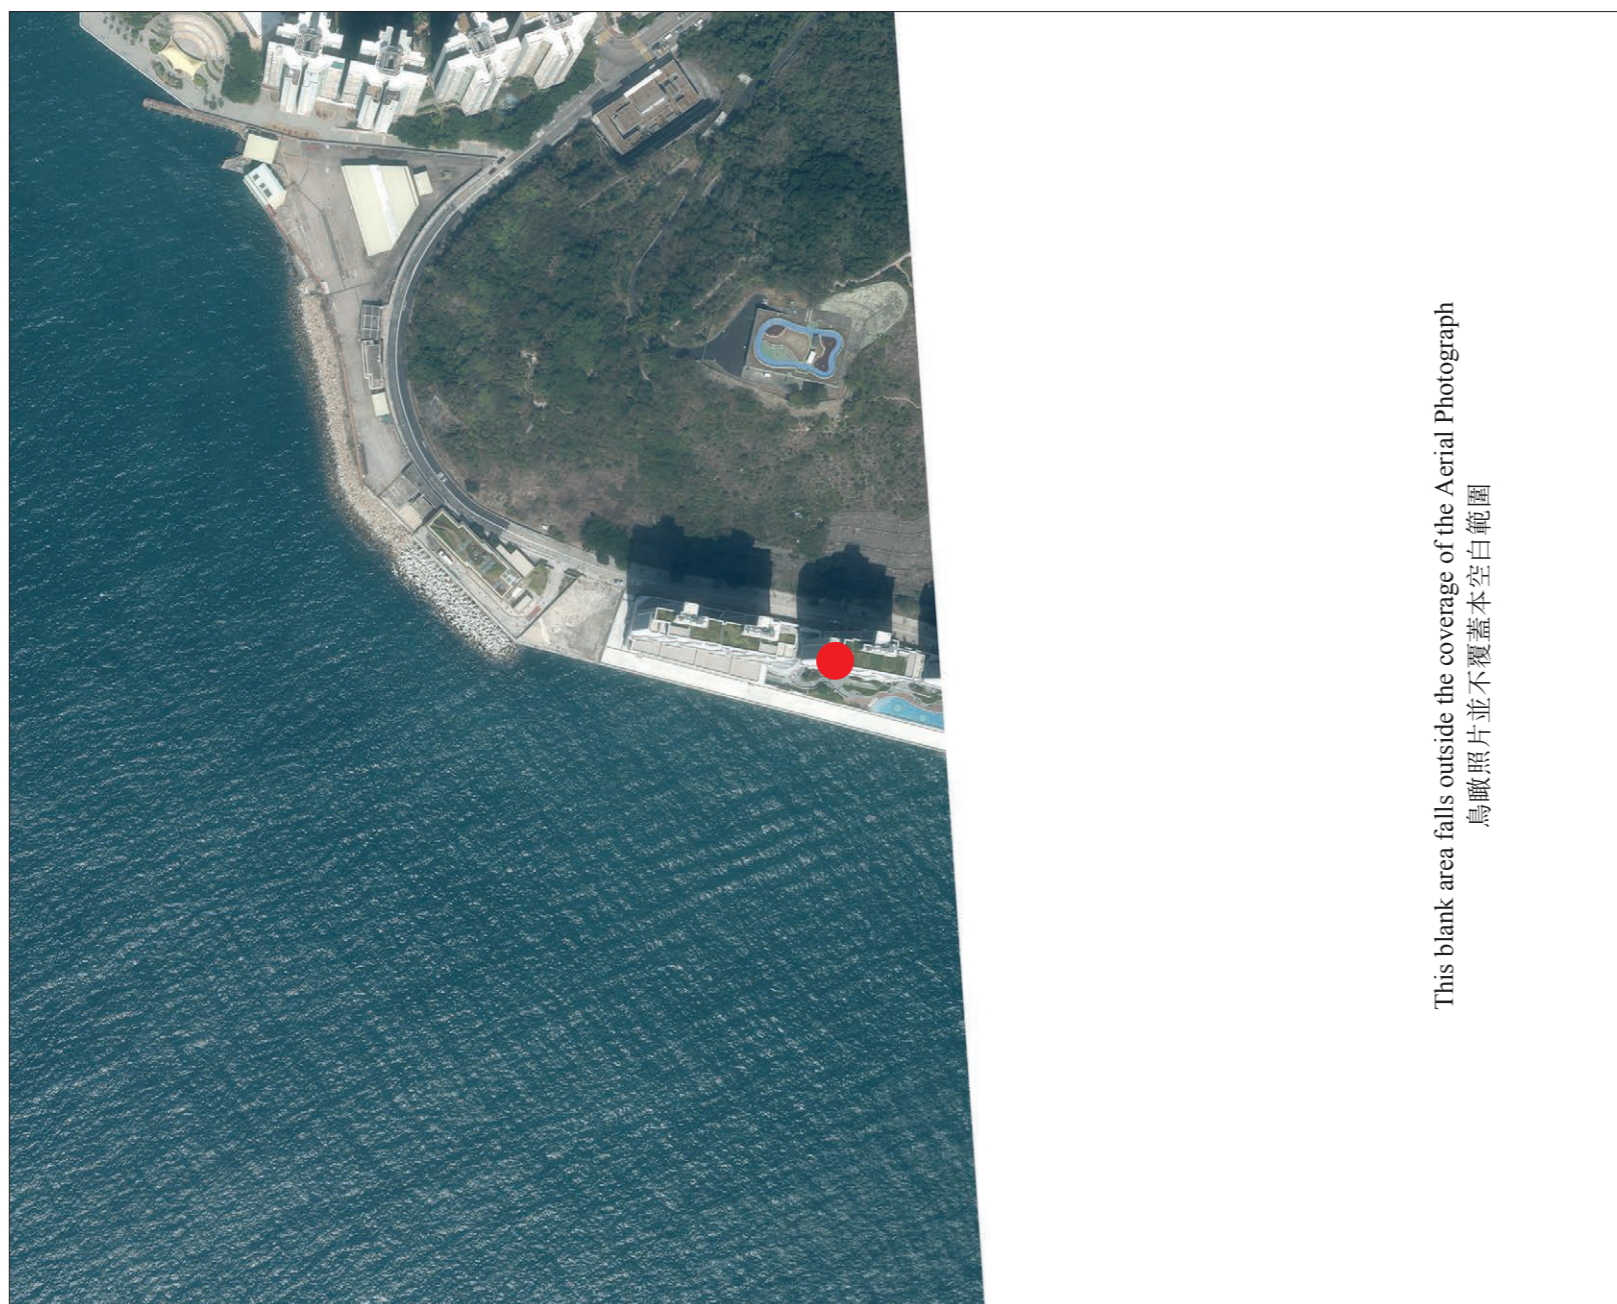 This blank area falls outside the coverage of the Aerial Photograph
鳥瞰照片並不覆蓋本空白範圍